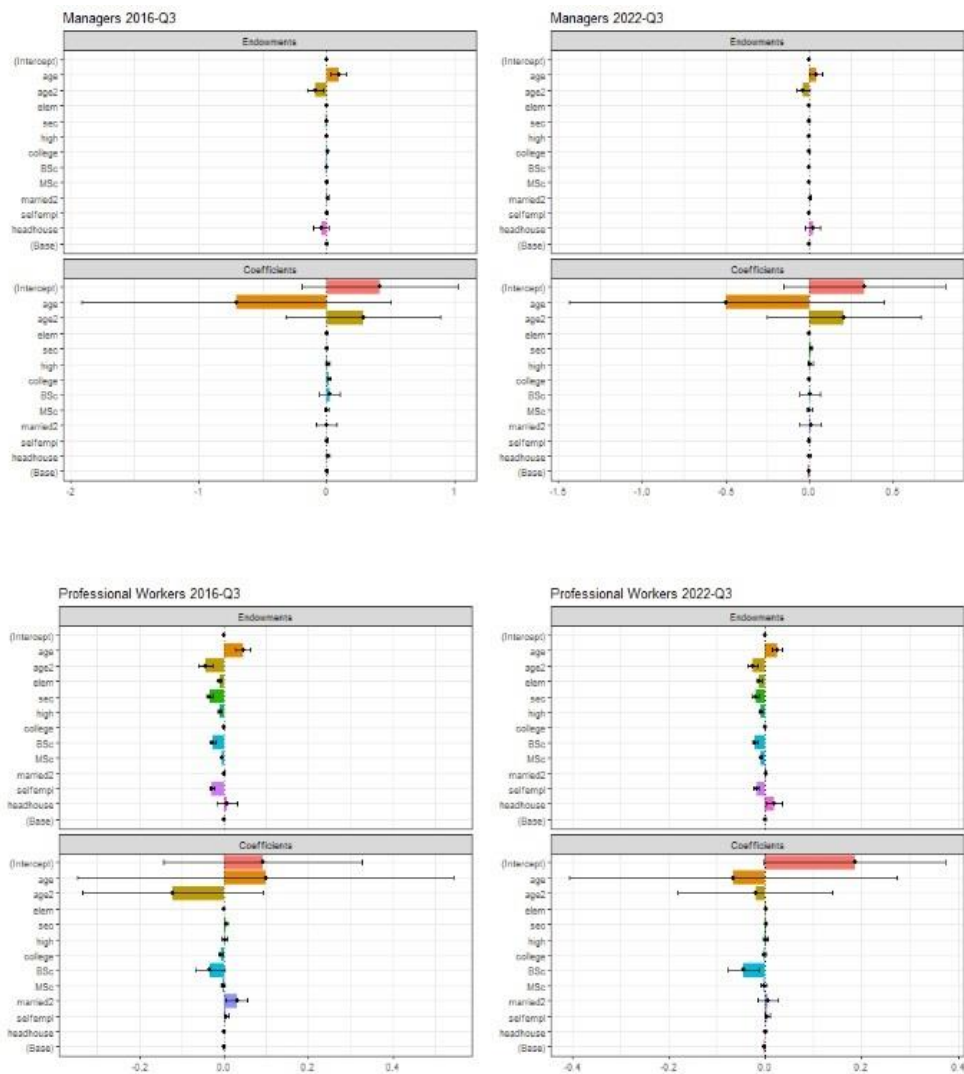 Managers 2016-Q3
Endowments
(Intercept)
age
age2
elem
sec
high
college
BSc
MSc
married2
selfempl
headhouse
(Base)
Coefficients
(Intercept)
age
age2
elem
sec
high
college
BSc
MSc
married2
selfempl
headhouse
(Base)
-2 -1 0 1
Managers 2022-Q3
Endowments
(Intercept)
age
age2
elem
sec
high
college
BSc
MSc
married2
selfempl
headhouse
(Base)
Coefficients
(Intercept)
age
age2
elem
sec
high
college
BSc
MSc
married2
selfempl
headhouse
(Base)
-1.5 -1.0 -0.5 0.0 0.5
Professional Workers 2016-Q3
Endowments
(Intercept)
age
age2
elem
sec
high
college
BSc
MSc
married2
selfempl
headhouse
(Base)
Coefficients
(Intercept)
age
age2
elem
sec
high
college
BSc
MSc
married2
selfempl
headhouse
(Base)
-0.2 0.0 0.2 0.4
Professional Workers 2022-Q3
Endowments
(Intercept)
age
age2
elem
sec
high
college
BSc
MSc
married2
selfempl
headhouse
(Base)
Coefficients
(Intercept)
age
age2
elem
sec
high
college
BSc
MSc
married2
selfempl
headhouse
(Base)
-0.4 -0.2 0.0 0.2 0.4